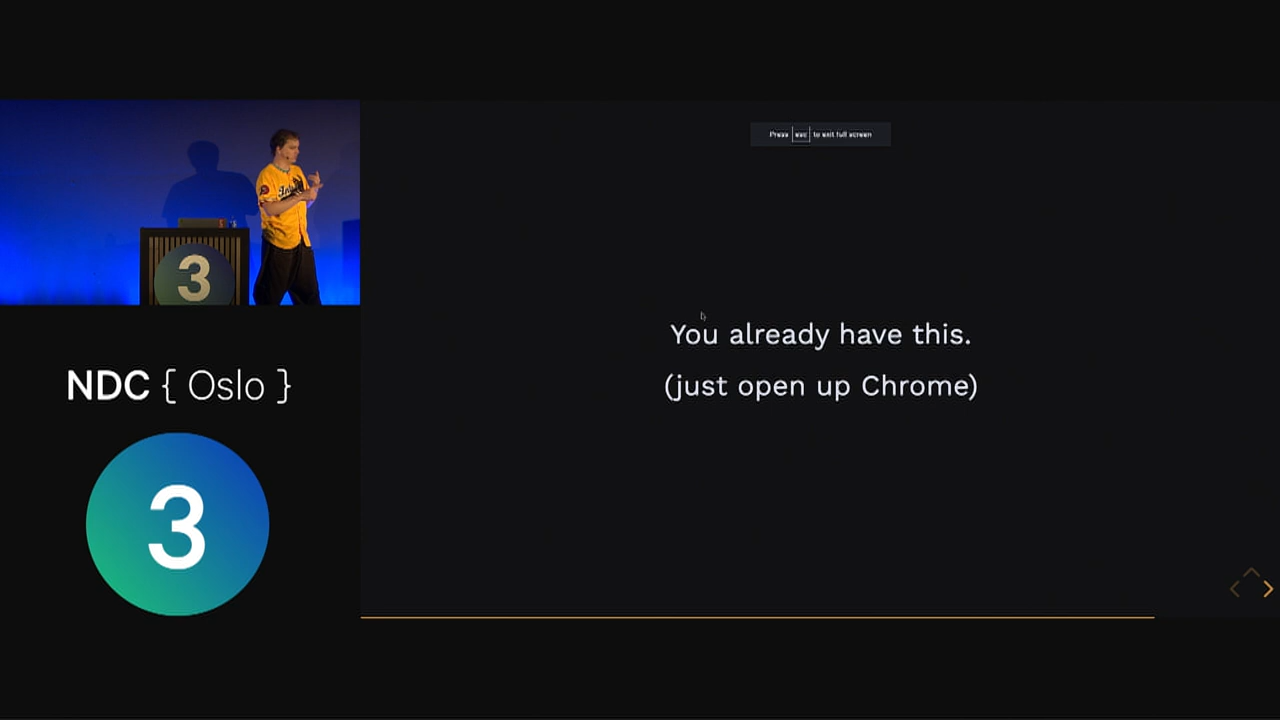 Press esc to exit full screen
3
You already have this.
(just open up Chrome)
NDC { Oslo }
3